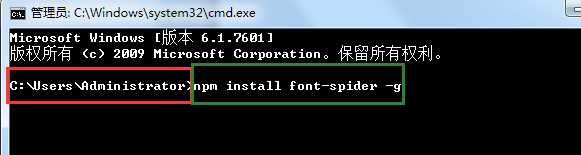 管理员: C:\Windows\system32\cmd.exe
Microsoft Windows [版本 6.1.7601]
版权所有 (c) 2009 Microsoft Corporation。保留所有权利。
C:\Users\Administrator>npm install font-spider -g